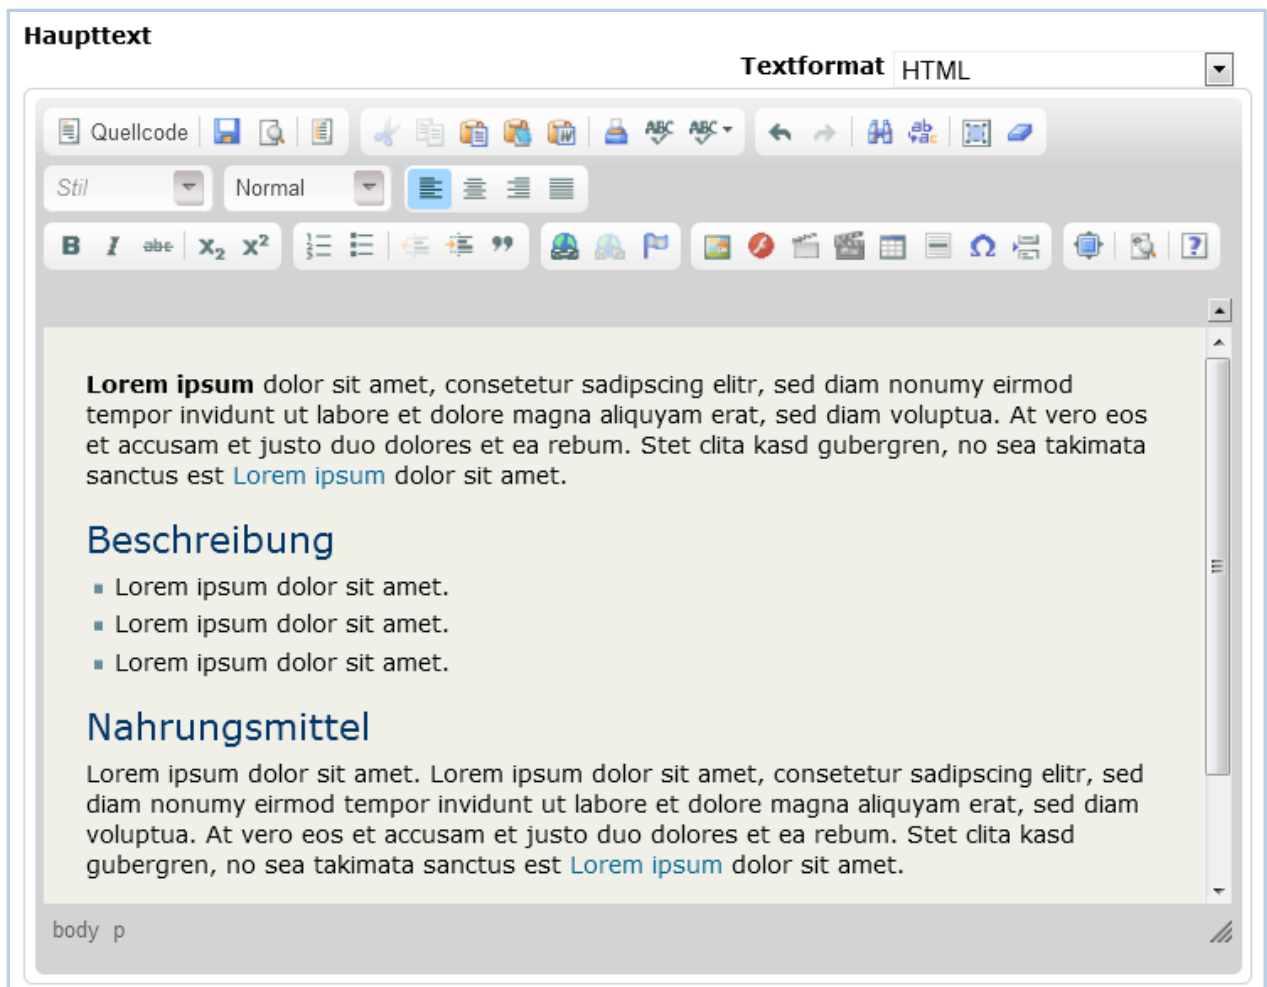 Haupttext
Textformat HTML
Quellcode ABC ABC
Stil Normal
B I abc X₂ X²
Lorem ipsum dolor sit amet, consetetur sadipscing elitr, sed diam nonumy eirmod
tempor invidunt ut labore et dolore magna aliquyam erat, sed diam voluptua. At vero eos
et accusam et justo duo dolores et ea rebum. Stet clita kasd gubergren, no sea takimata
sanctus est Lorem ipsum dolor sit amet.
Beschreibung
Lorem ipsum dolor sit amet.
Lorem ipsum dolor sit amet.
Lorem ipsum dolor sit amet.
Nahrungsmittel
Lorem ipsum dolor sit amet. Lorem ipsum dolor sit amet, consetetur sadipscing elitr, sed
diam nonumy eirmod tempor invidunt ut labore et dolore magna aliquyam erat, sed diam
voluptua. At vero eos et accusam et justo duo dolores et ea rebum. Stet clita kasd
gubergren, no sea takimata sanctus est Lorem ipsum dolor sit amet.
body p